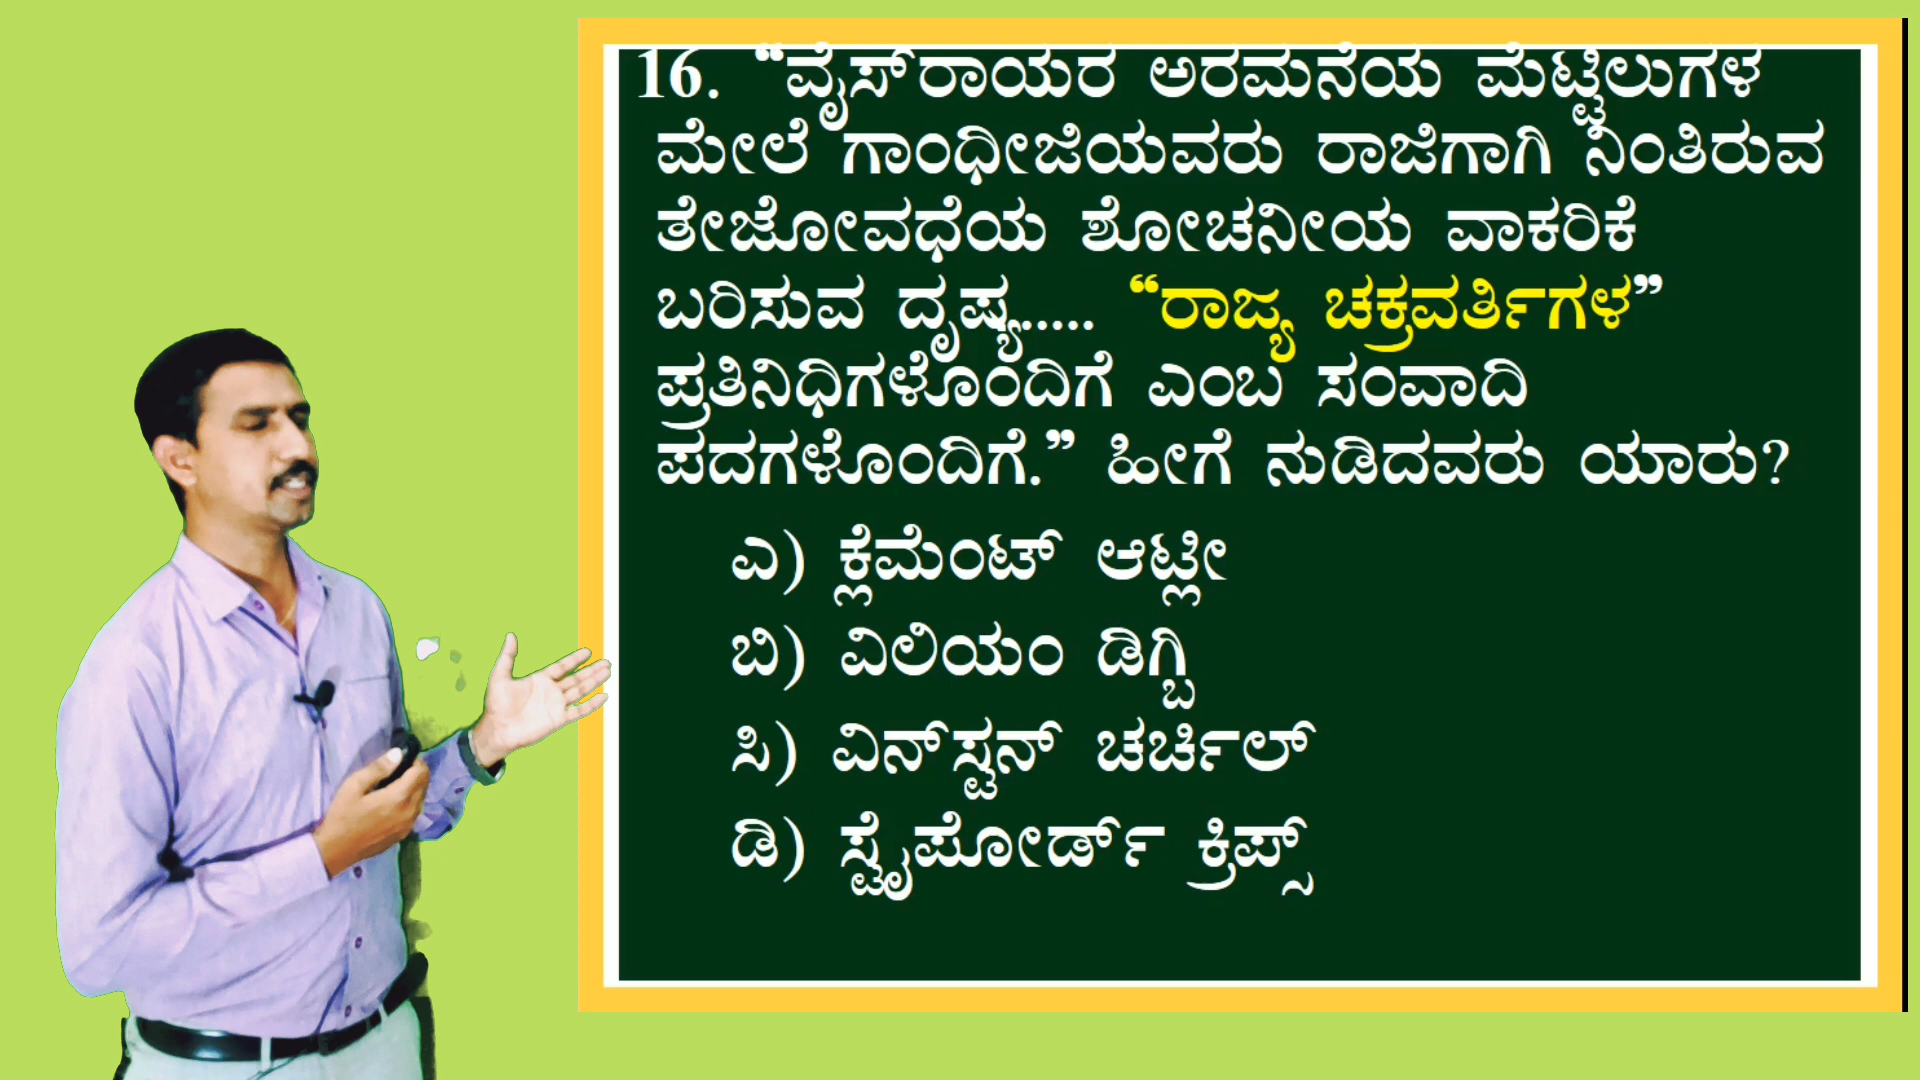 16. “ವೈಸ್‌ರಾಯರ ಅರಮನೆಯ ಮೆಟ್ಟಿಲುಗಳ
ಮೇಲೆ ಗಾಂಧೀಜಿಯವರು ರಾಜಿಗಾಗಿ ನಿಂತಿರುವ
ತೇಜೋವಧೆಯ ಶೋಚನೀಯ ವಾಕರಿಕೆ
ಬರಿಸುವ ದೃಷ್ಯ..... “ರಾಜ್ಯ ಚಕ್ರವರ್ತಿಗಳ”
ಪ್ರತಿನಿಧಿಗಳೊಂದಿಗೆ ಎಂಬ ಸಂವಾದಿ
ಪದಗಳೊಂದಿಗೆ.” ಹೀಗೆ ನುಡಿದವರು ಯಾರು?
ಎ) ಕ್ಲೆಮೆಂಟ್ ಆಟ್ಲೀ
ಬಿ) ವಿಲಿಯಂ ಡಿಗ್ಬಿ
ಸಿ) ವಿನ್‌ಸ್ಟನ್ ಚರ್ಚಿಲ್
ಡಿ) ಸ್ಟೈಪೋರ್ಡ್ ಕ್ರಿಪ್ಸ್